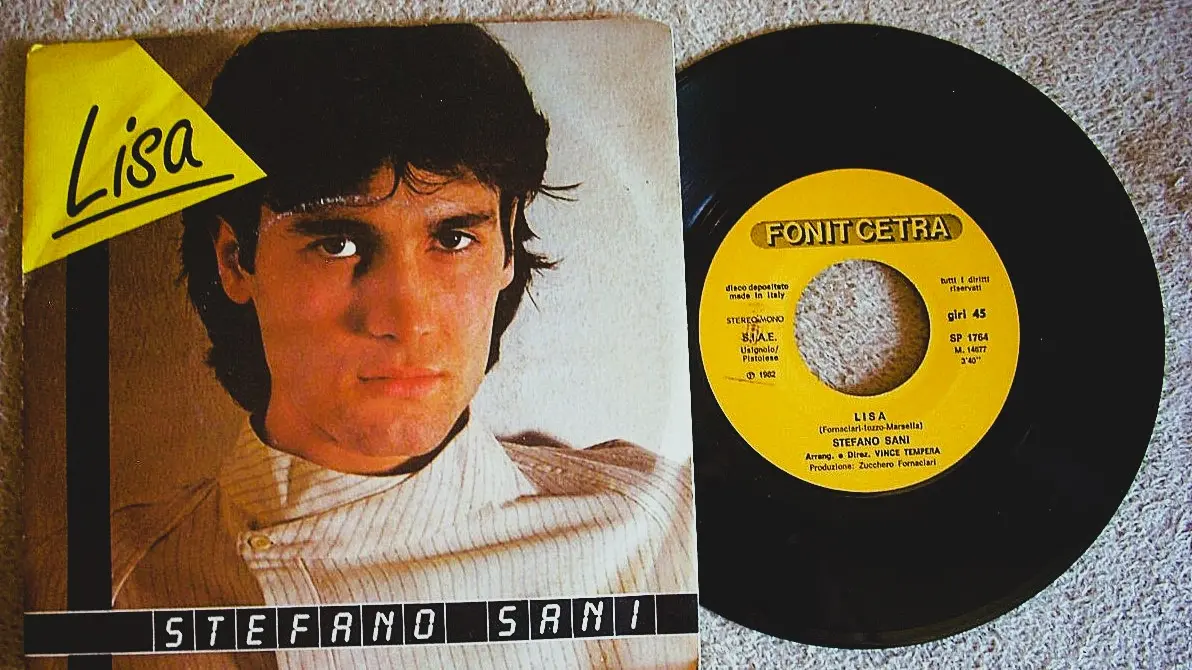 Lisa
STEFANO SANI
FONIT CETRA
disco depositato
made in Italy
STEREO MONO
S.I.A.E.
Usignolo/
Pistoiese
℗ 1982
tutti i diritti
riservati
giri 45
SP 1764
M. 14677
3'40"
LISA
(Fornaciari-Iozzo-Marsella)
STEFANO SANI
Arrang. e Direz. VINCE TEMPERA
Produzione: Zucchero Fornaciari